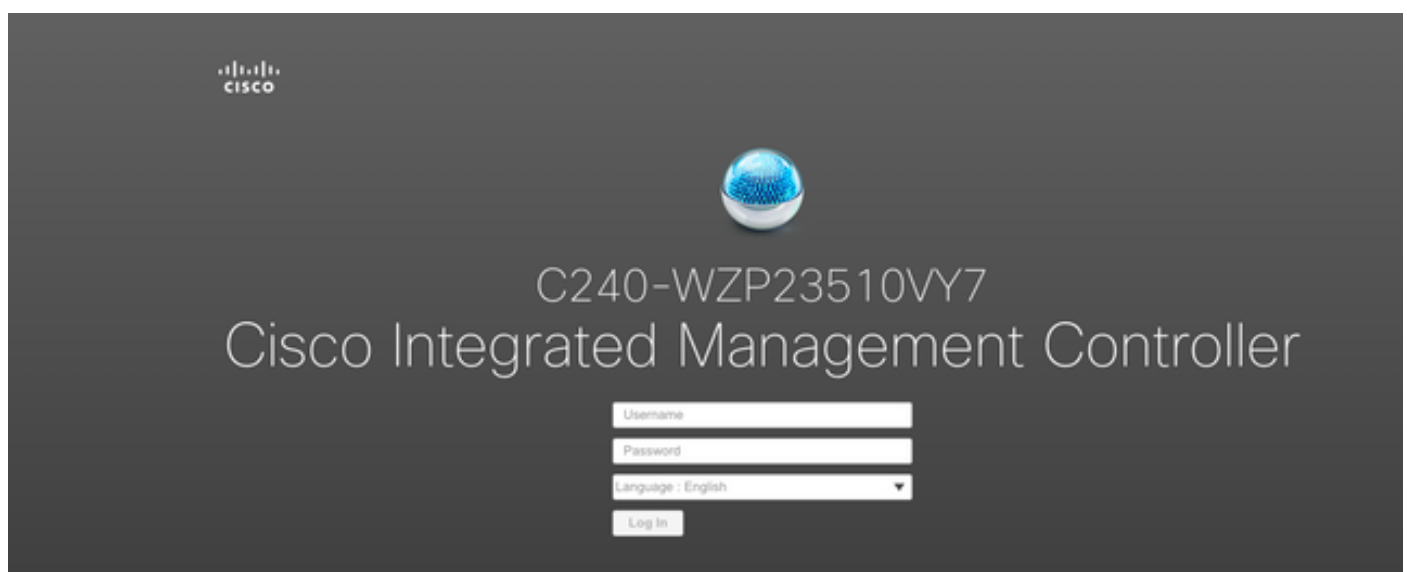 CISCO
C240-WZP23510VY7
Cisco Integrated Management Controller
Username
Password
Language : English
Log In